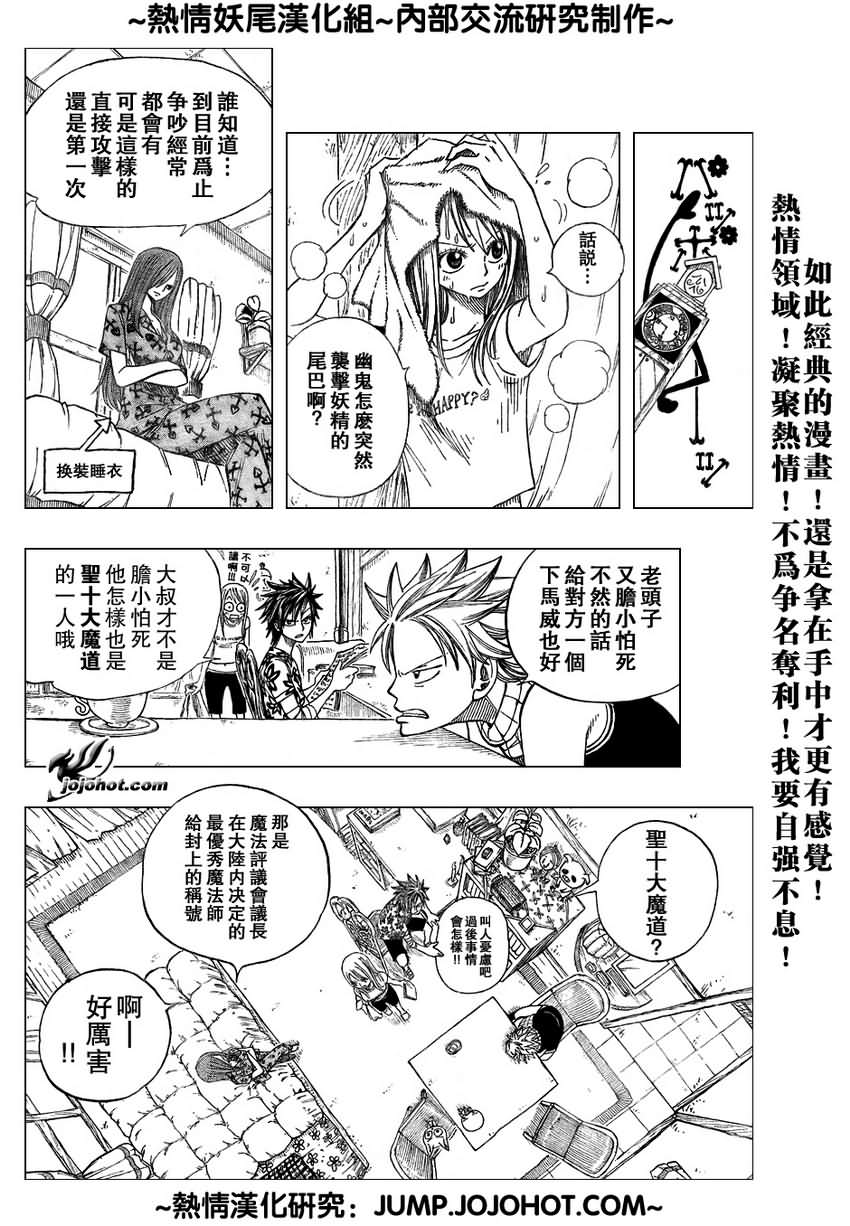 ~熱情妖尾漢化組~內部交流研究制作~
話説…
幽鬼怎麽突然
襲擊妖精的
尾巴啊？
HAPPY?
誰知道…
到目前爲止
争吵經常
都會有
可是這樣的
直接攻擊
還是第一次
换裝睡衣
老頭子
又膽小怕死
不然的話
給對方一個
下馬威也好
不可以
議啊!!!
大叔才不是
膽小怕死
他怎樣也是
聖十大魔道
的一人哦
jojohot.com
聖十大魔道？
叫人憂慮吧
過後事情
會怎樣!!
那是
魔法評議會議長
在大陸内决定的
最優秀魔法師
給封上的稱號
啊—
好厲害
!!
如此經典的漫畫！還是拿在手中才更有感覺！
熱情領域！凝聚熱情！不爲争名奪利！我要自强不息！
~熱情漢化研究：JUMP.JOJOHOT.COM~